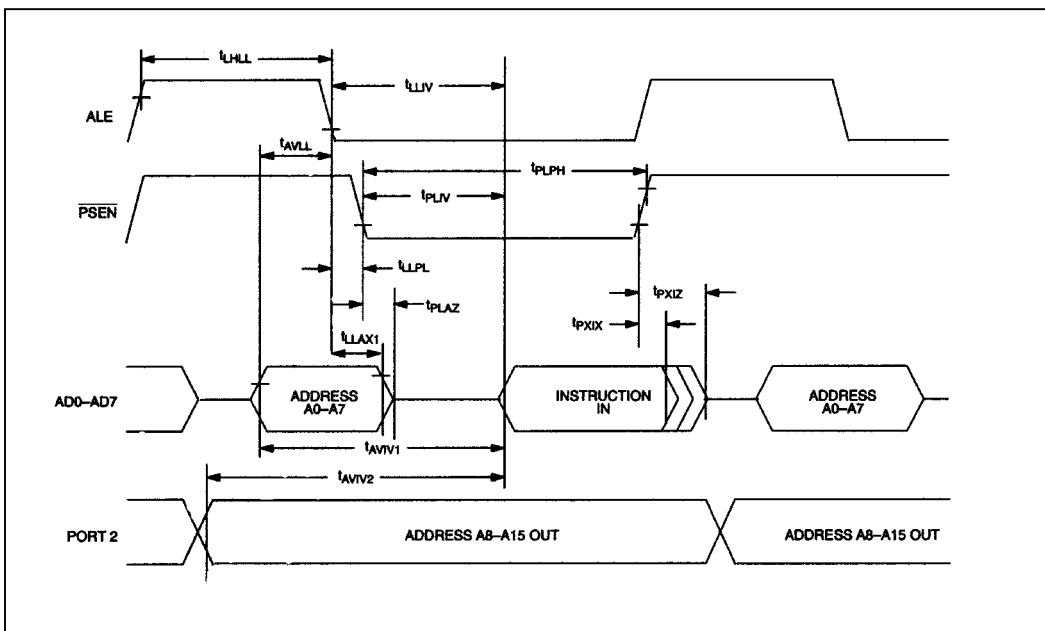 tLHLL
tLLIV
ALE
tAVLL
tPLPH
PSEN
tPLIV
tLLPL
tPLAZ
tPXIZ
tPXIX
tLLAX1
AD0–AD7
ADDRESS
A0–A7
INSTRUCTION
IN
ADDRESS
A0–A7
tAVIV1
tAVIV2
PORT 2
ADDRESS A8–A15 OUT
ADDRESS A8–A15 OUT